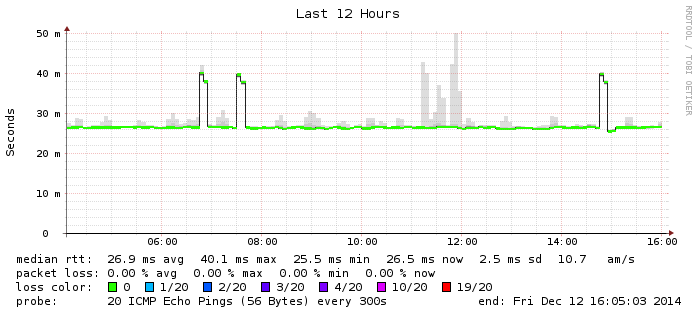 Last 12 Hours
RRDTOOL / TOBI OETIKER
Seconds
50 m
40 m
30 m
20 m
10 m
0
06:00 08:00 10:00 12:00 14:00 16:00
median rtt: 26.9 ms avg 40.1 ms max 25.5 ms min 26.5 ms now 2.5 ms sd 10.7 am/s
packet loss: 0.00 % avg 0.00 % max 0.00 % min 0.00 % now
loss color: 0 1/20 2/20 3/20 4/20 10/20 19/20
probe: 20 ICMP Echo Pings (56 Bytes) every 300s end: Fri Dec 12 16:05:03 2014